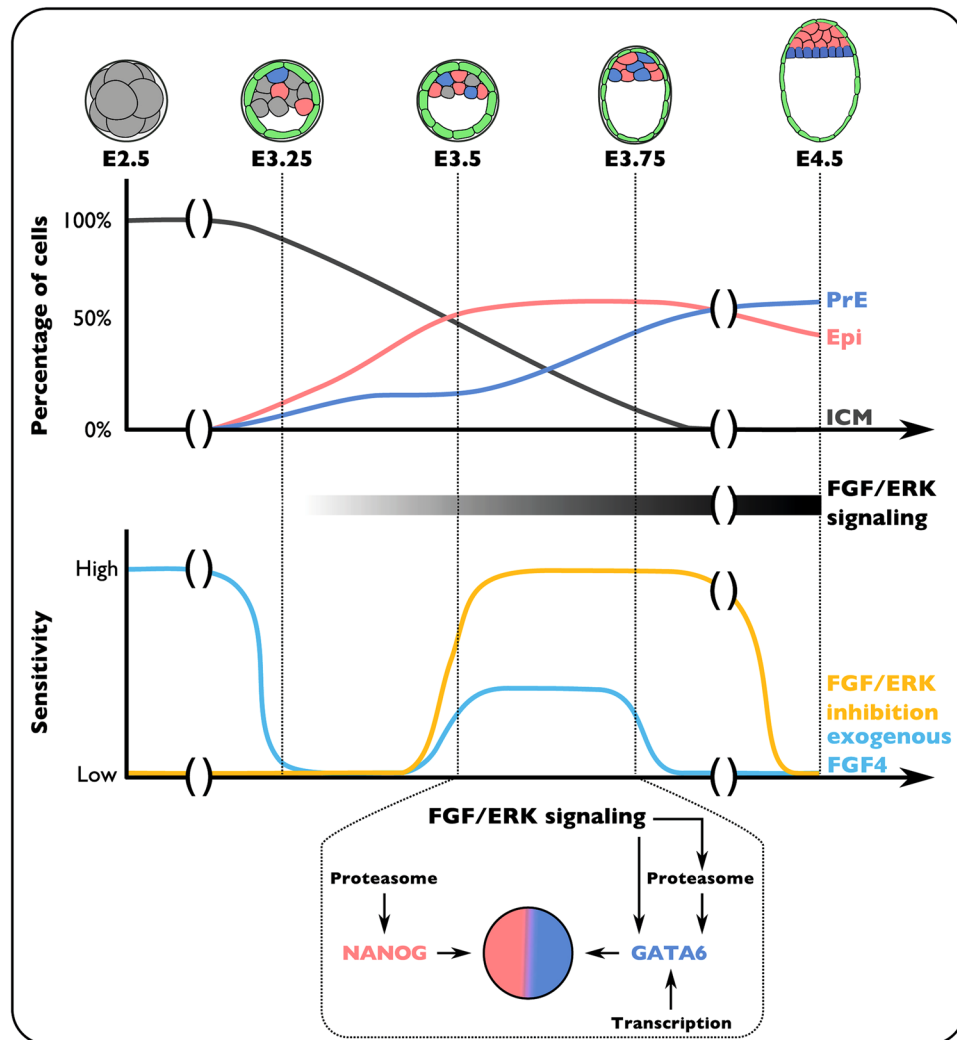 E2.5
E3.25
E3.5
E3.75
E4.5
Percentage of cells
100%
50%
0%
PrE
Epi
ICM
FGF/ERK
signaling
Sensitivity
High
Low
FGF/ERK
inhibition
exogenous
FGF4
FGF/ERK signaling
Proteasome
Proteasome
NANOG
GATA6
Transcription